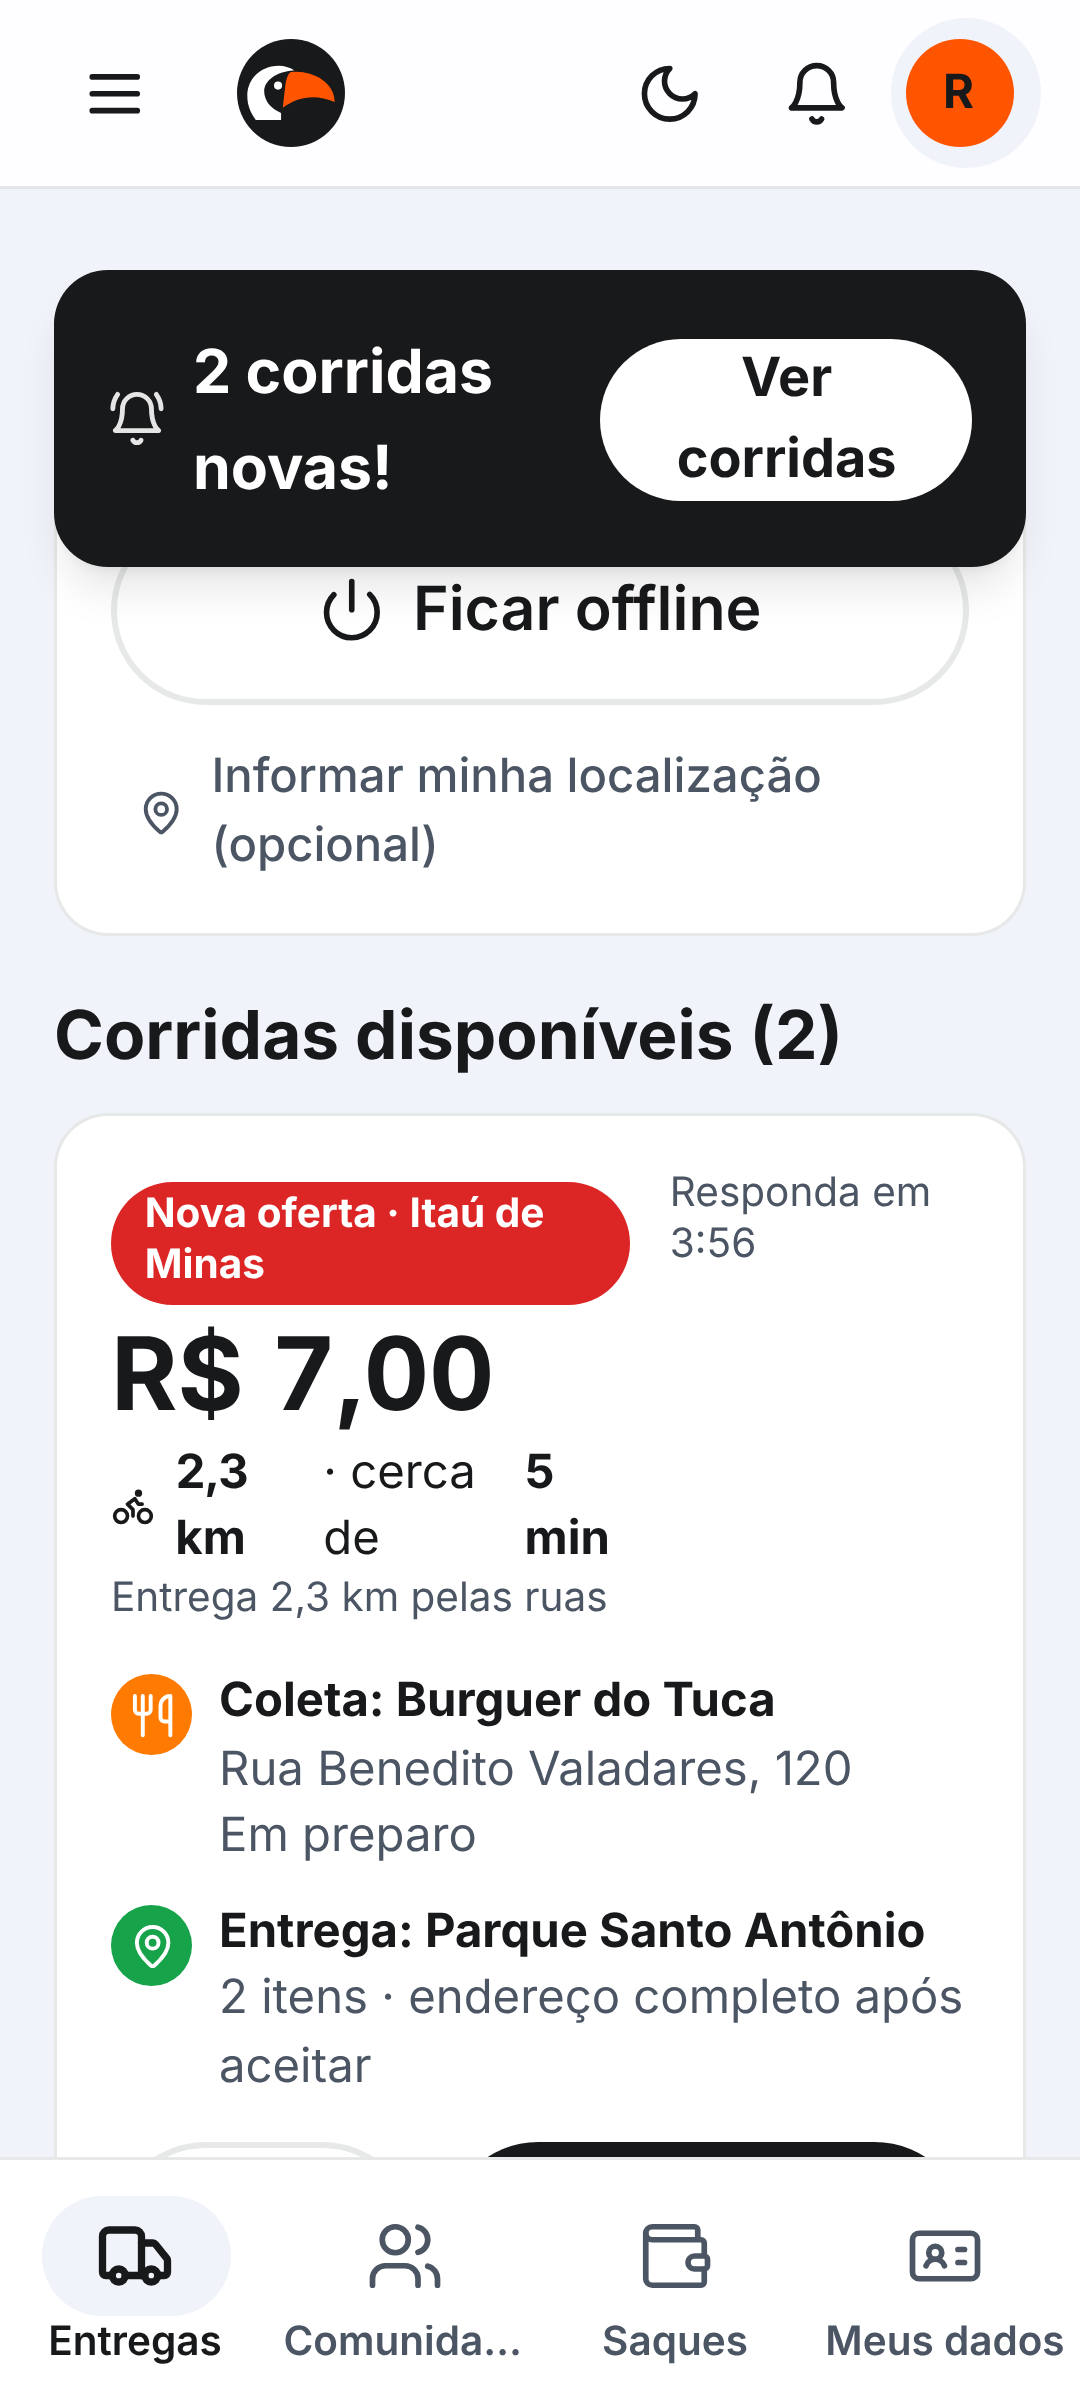 R
2 corridas
novas!
Ver
corridas
Ficar offline
Informar minha localização
(opcional)
Corridas disponíveis (2)
Nova oferta · Itaú de
Minas
Responda em
3:56
R$ 7,00
2,3 · cerca 5
km de min
Entrega 2,3 km pelas ruas
Coleta: Burguer do Tuca
Rua Benedito Valadares, 120
Em preparo
Entrega: Parque Santo Antônio
2 itens · endereço completo após
aceitar
Entregas
Comunida...
Saques
Meus dados